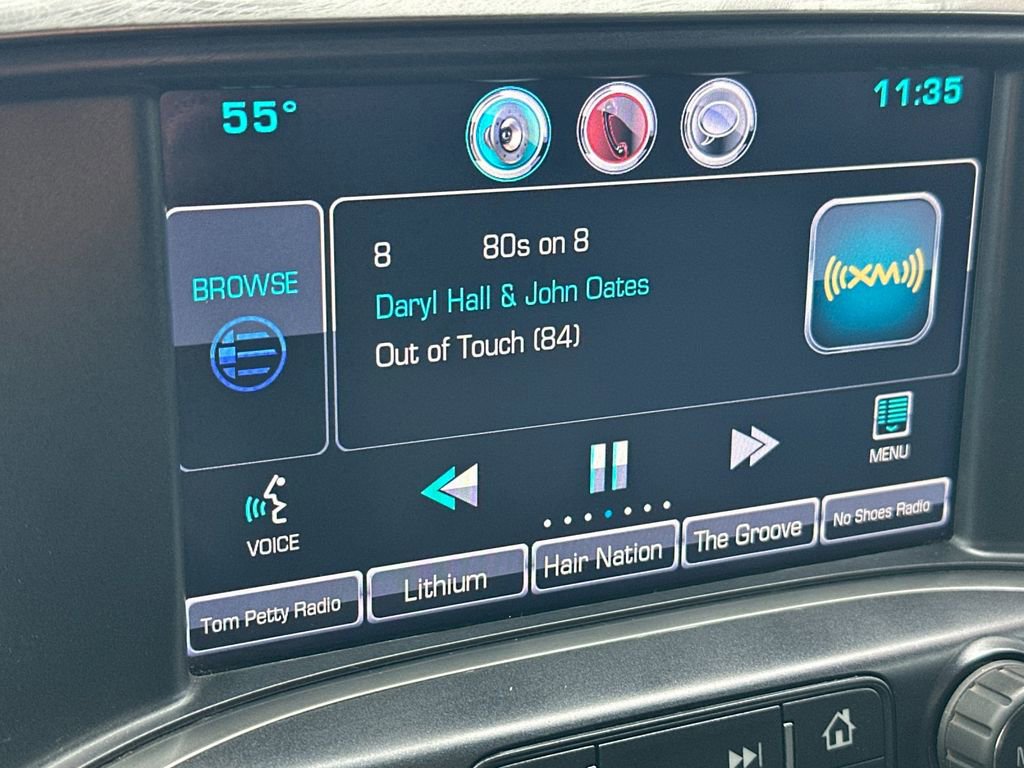 55°
11:35
BROWSE
8 80s on 8
Daryl Hall & John Oates
Out of Touch (84)
(((XM)))
VOICE
MENU
Tom Petty Radio
Lithium
Hair Nation
The Groove
No Shoes Radio